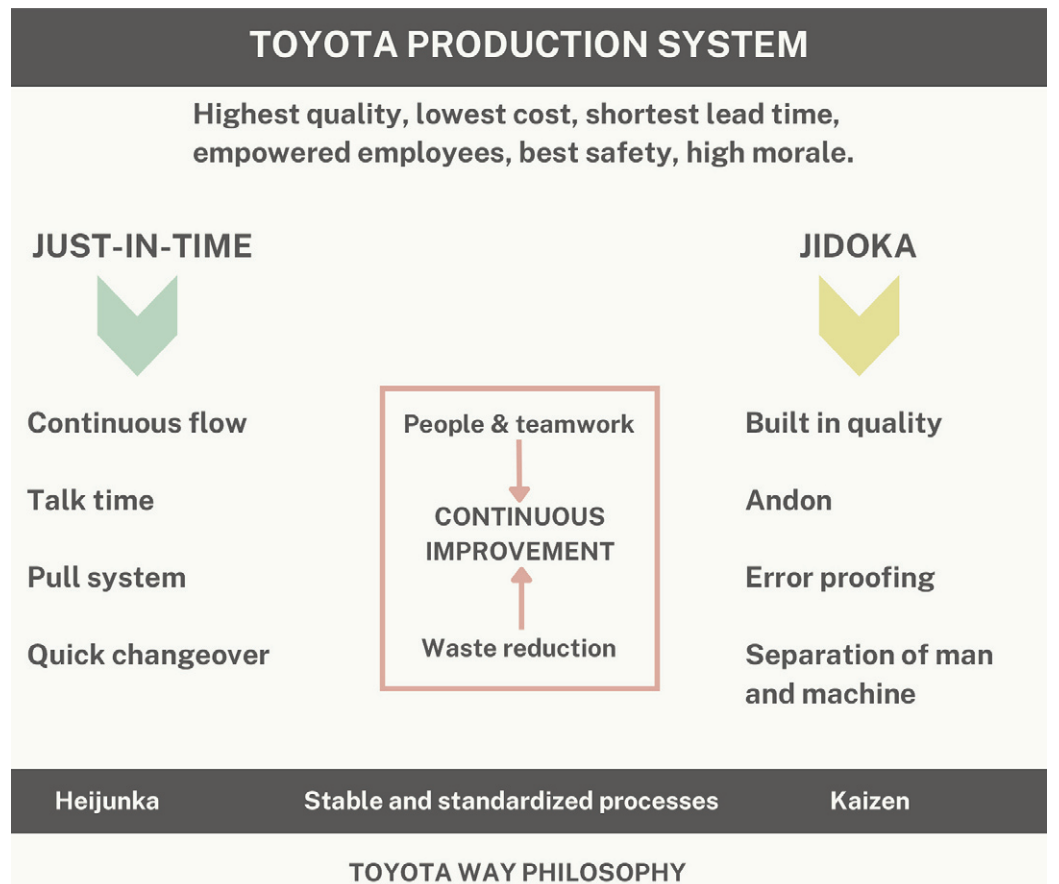 TOYOTA PRODUCTION SYSTEM
Highest quality, lowest cost, shortest lead time,
empowered employees, best safety, high morale.
JUST-IN-TIME
Continuous flow
Talk time
Pull system
Quick changeover
People & teamwork
CONTINUOUS
IMPROVEMENT
Waste reduction
JIDOKA
Built in quality
Andon
Error proofing
Separation of man
and machine
Heijunka
Stable and standardized processes
Kaizen
TOYOTA WAY PHILOSOPHY